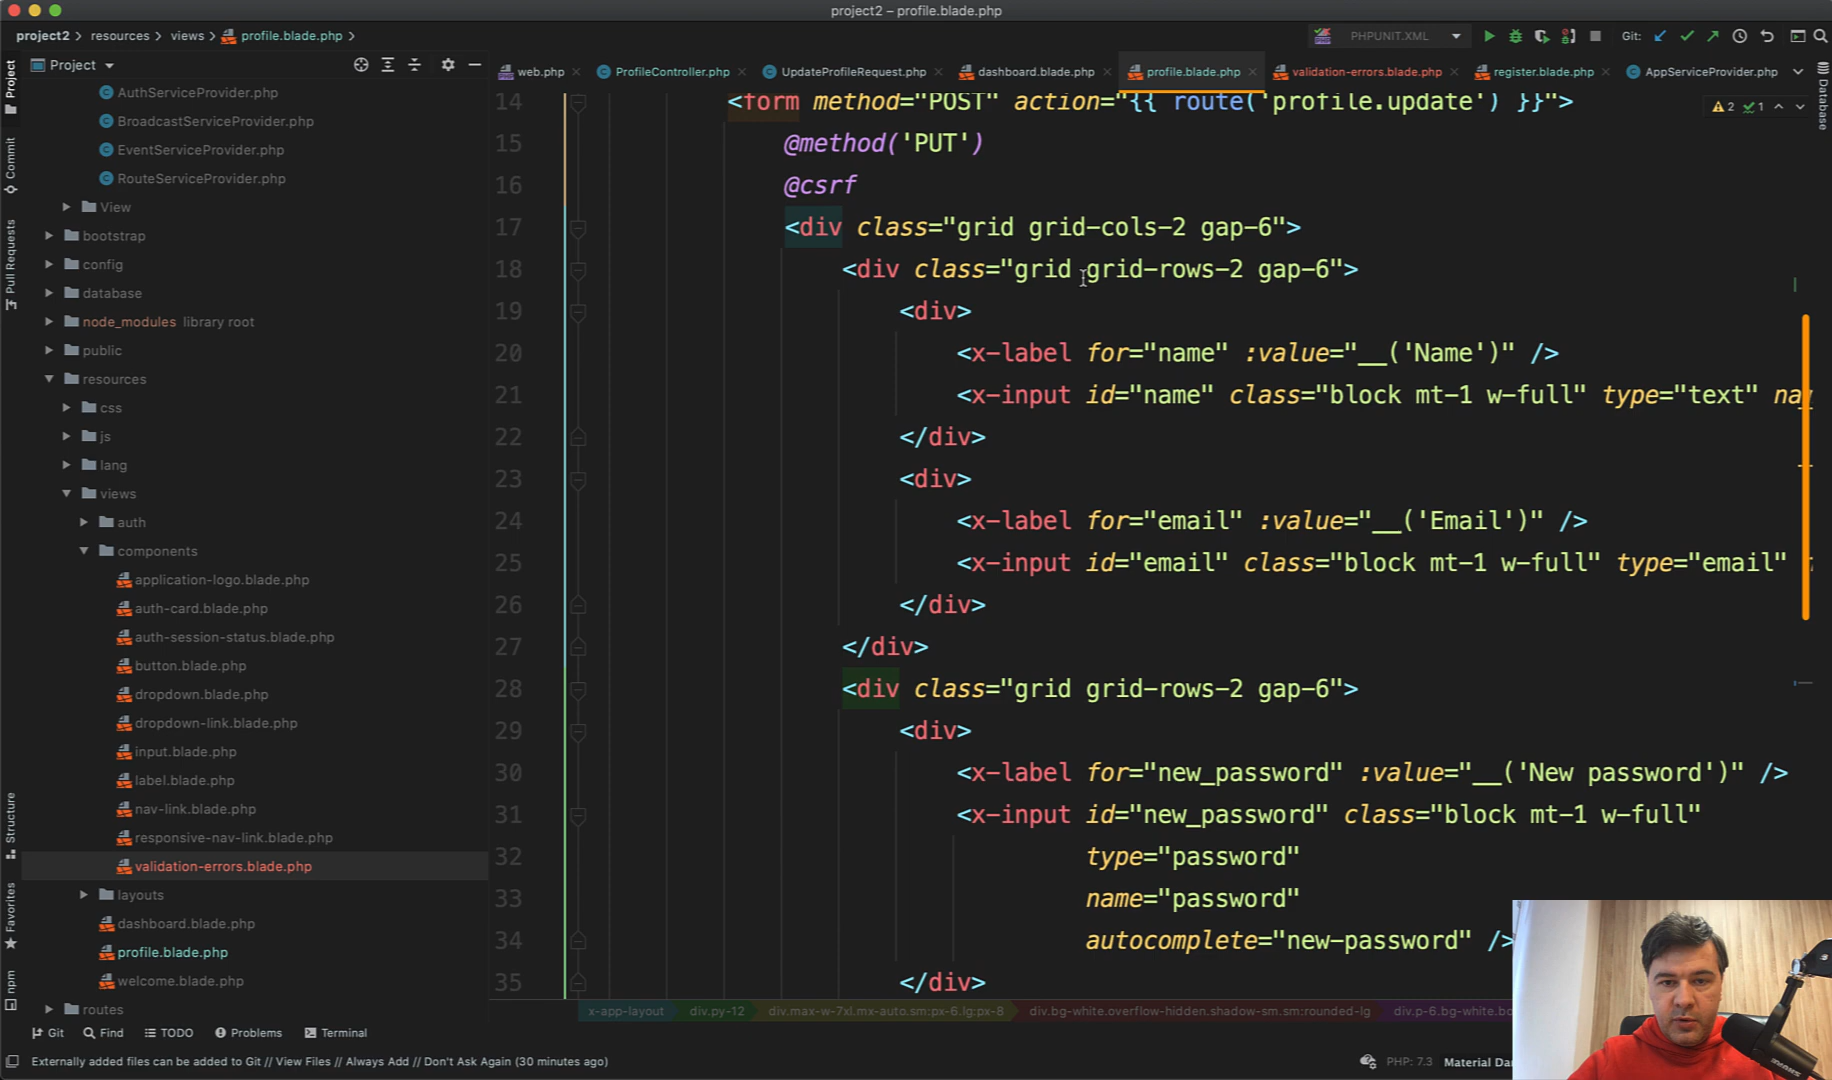 project2 – profile.blade.php
project2 resources views profile.blade.php
PHPUNIT.XML Git:
Project
web.php ProfileController.php UpdateProfileRequest.php dashboard.blade.php profile.blade.php validation-errors.blade.php register.blade.php AppServiceProvider.php
Project
Commit
Pull Requests
Structure
Favorites
npm
Database
AuthServiceProvider.php
BroadcastServiceProvider.php
EventServiceProvider.php
RouteServiceProvider.php
View
bootstrap
config
database
node_modules library root
public
resources
css
js
lang
views
auth
components
application-logo.blade.php
auth-card.blade.php
auth-session-status.blade.php
button.blade.php
dropdown.blade.php
dropdown-link.blade.php
input.blade.php
label.blade.php
nav-link.blade.php
responsive-nav-link.blade.php
validation-errors.blade.php
layouts
dashboard.blade.php
profile.blade.php
welcome.blade.php
routes
2 1
14 <form method="POST" action="{{ route('profile.update') }}">
15 @method('PUT')
16 @csrf
17 <div class="grid grid-cols-2 gap-6">
18 <div class="grid grid-rows-2 gap-6">
19 <div>
20 <x-label for="name" :value="__('Name')" />
21 <x-input id="name" class="block mt-1 w-full" type="text"
22 </div>
23 <div>
24 <x-label for="email" :value="__('Email')" />
25 <x-input id="email" class="block mt-1 w-full" type="email"
26 </div>
27 </div>
28 <div class="grid grid-rows-2 gap-6">
29 <div>
30 <x-label for="new_password" :value="__('New password')" />
31 <x-input id="new_password" class="block mt-1 w-full"
32 type="password"
33 name="password"
34 autocomplete="new-password" />
35 </div>
x-app-layout div.py-12 div.max-w-7xl.mx-auto.sm:px-6.lg:px-8 div.bg-white.overflow-hidden.shadow-sm.sm:rounded-lg div.p-6.bg-white.bo
Git Find TODO Problems Terminal
Externally added files can be added to Git // View Files // Always Add // Don't Ask Again (30 minutes ago)
PHP: 7.3 Material Da